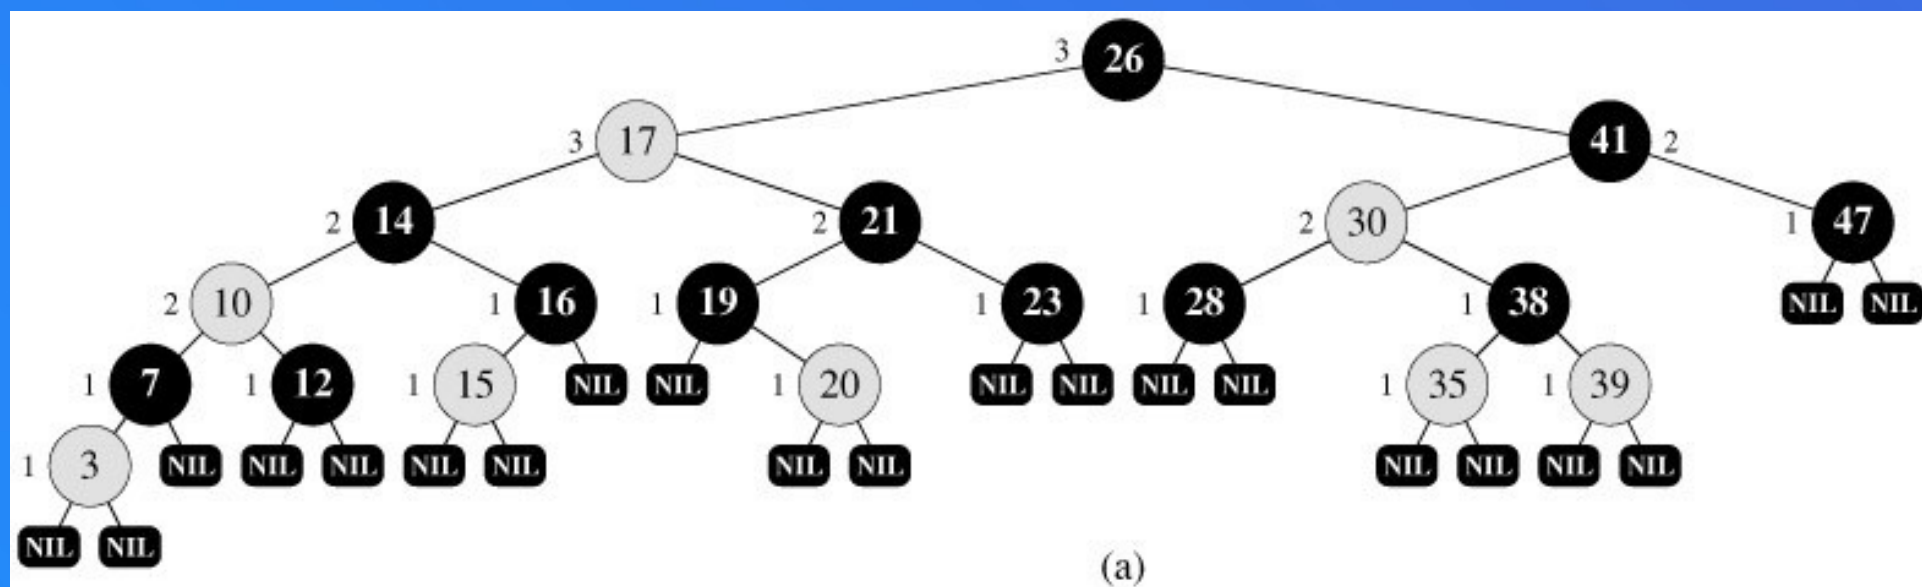 3 26
3 17 41 2
2 14 2 21 2 30 1 47
2 10 1 16 1 19 1 23 1 28 1 38 NIL NIL
1 7 1 12 1 15 NIL NIL 1 20 NIL NIL NIL NIL 1 35 1 39
1 3 NIL NIL NIL NIL NIL NIL NIL NIL NIL NIL NIL
NIL NIL
(a)